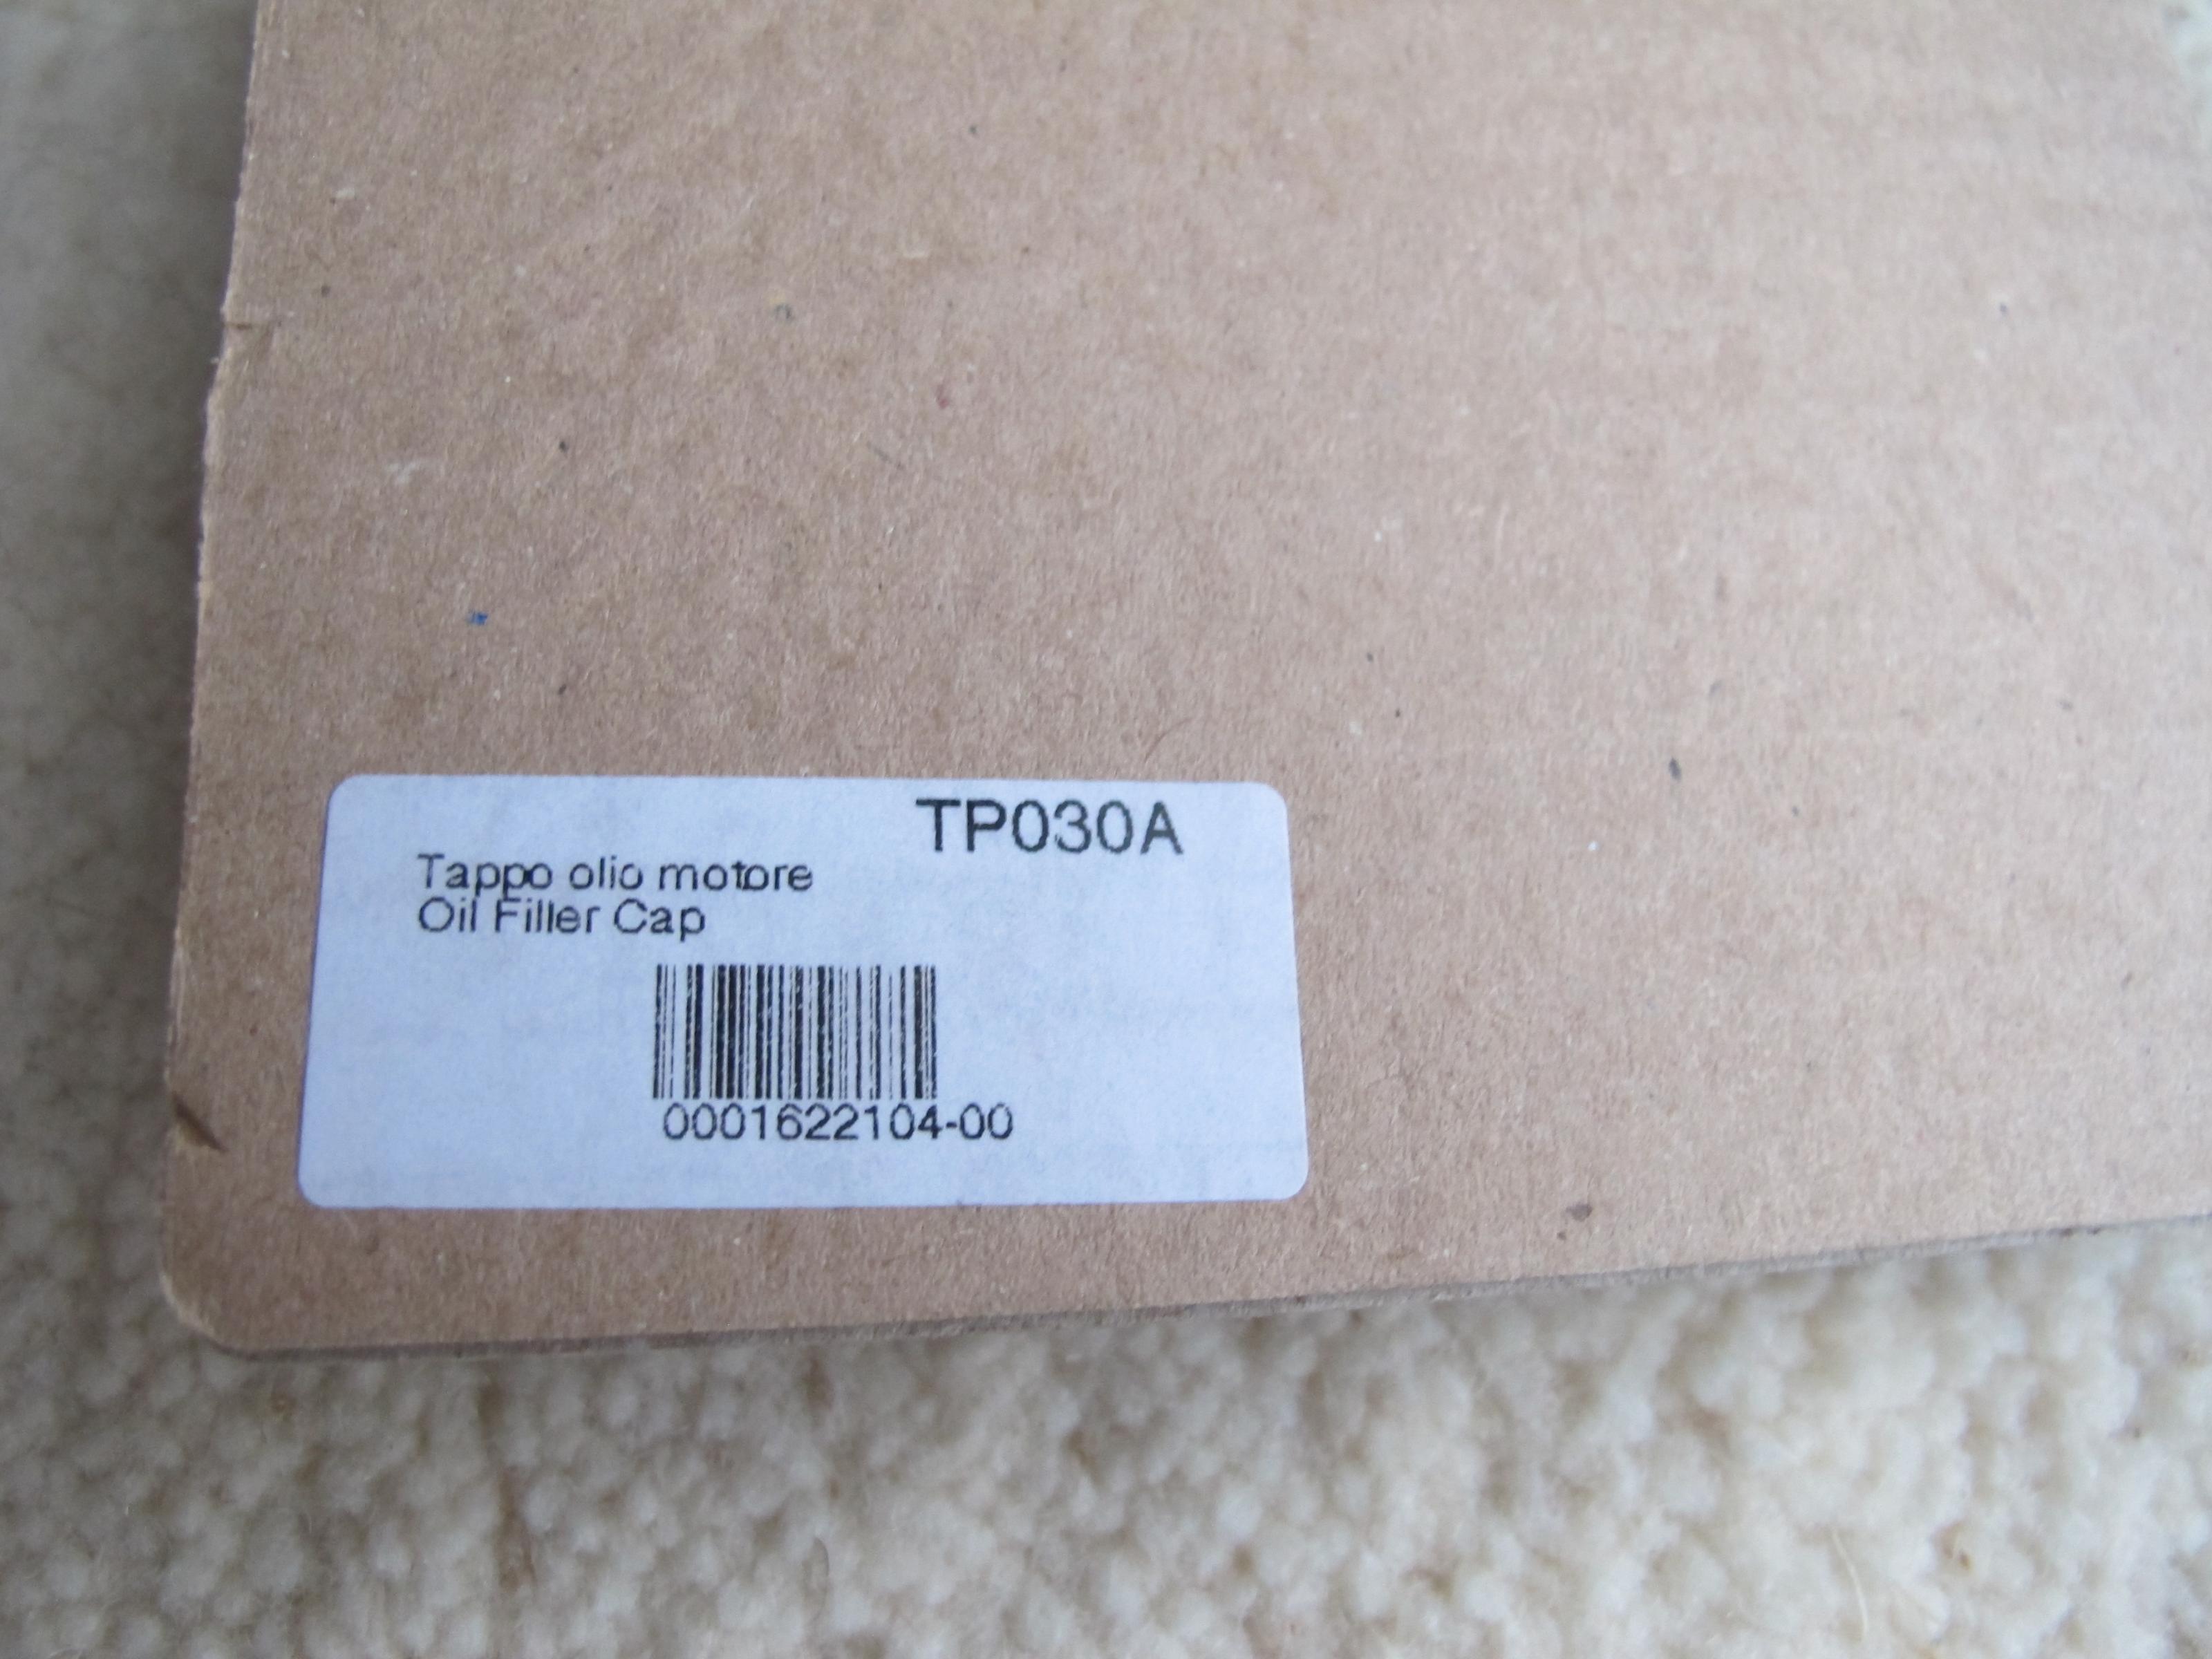 TP030A
Tappo olio motore
Oil Filler Cap
0001622104-00